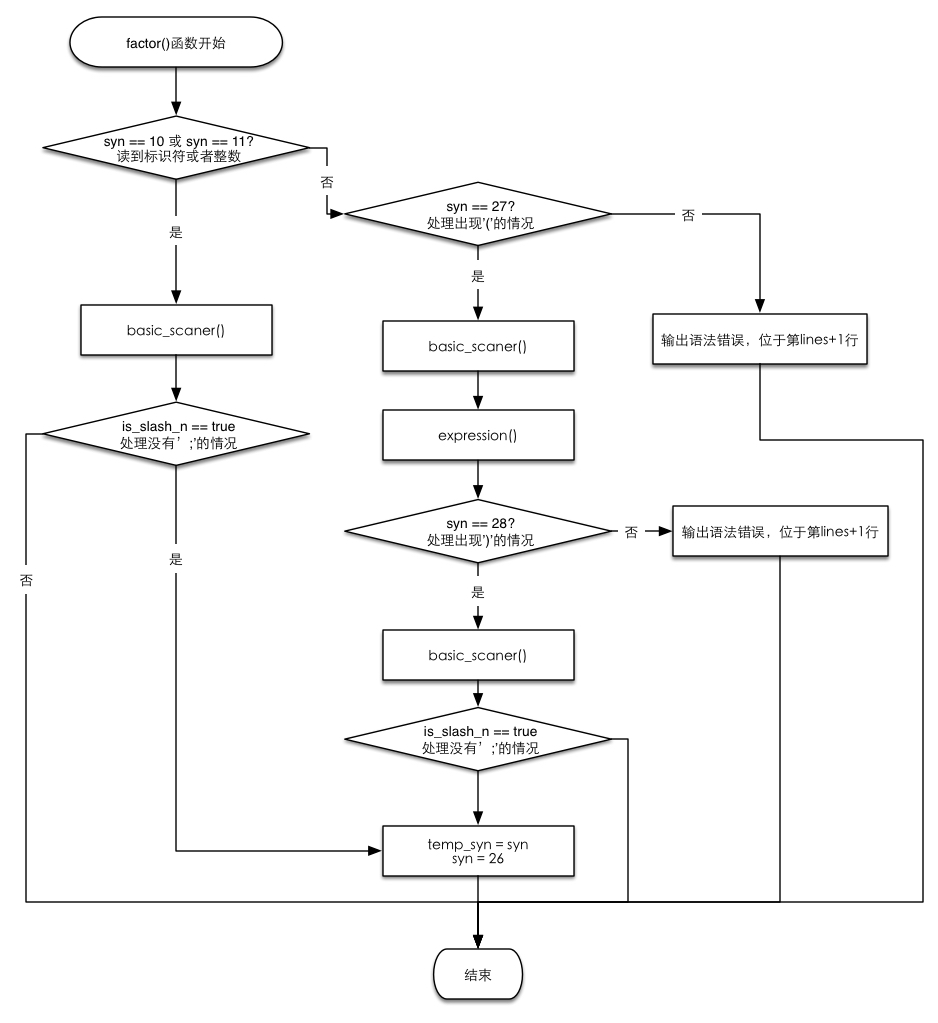 factor()函数开始
syn == 10 或 syn == 11?
读到标识符或者整数
否
syn == 27?
处理出现'('的情况
否
是
是
basic_scaner()
basic_scaner()
输出语法错误，位于第lines+1行
is_slash_n == true
处理没有’;'的情况
expression()
syn == 28?
处理出现')'的情况
否
输出语法错误，位于第lines+1行
是
否
是
basic_scaner()
is_slash_n == true
处理没有’;'的情况
temp_syn = syn
syn = 26
结束